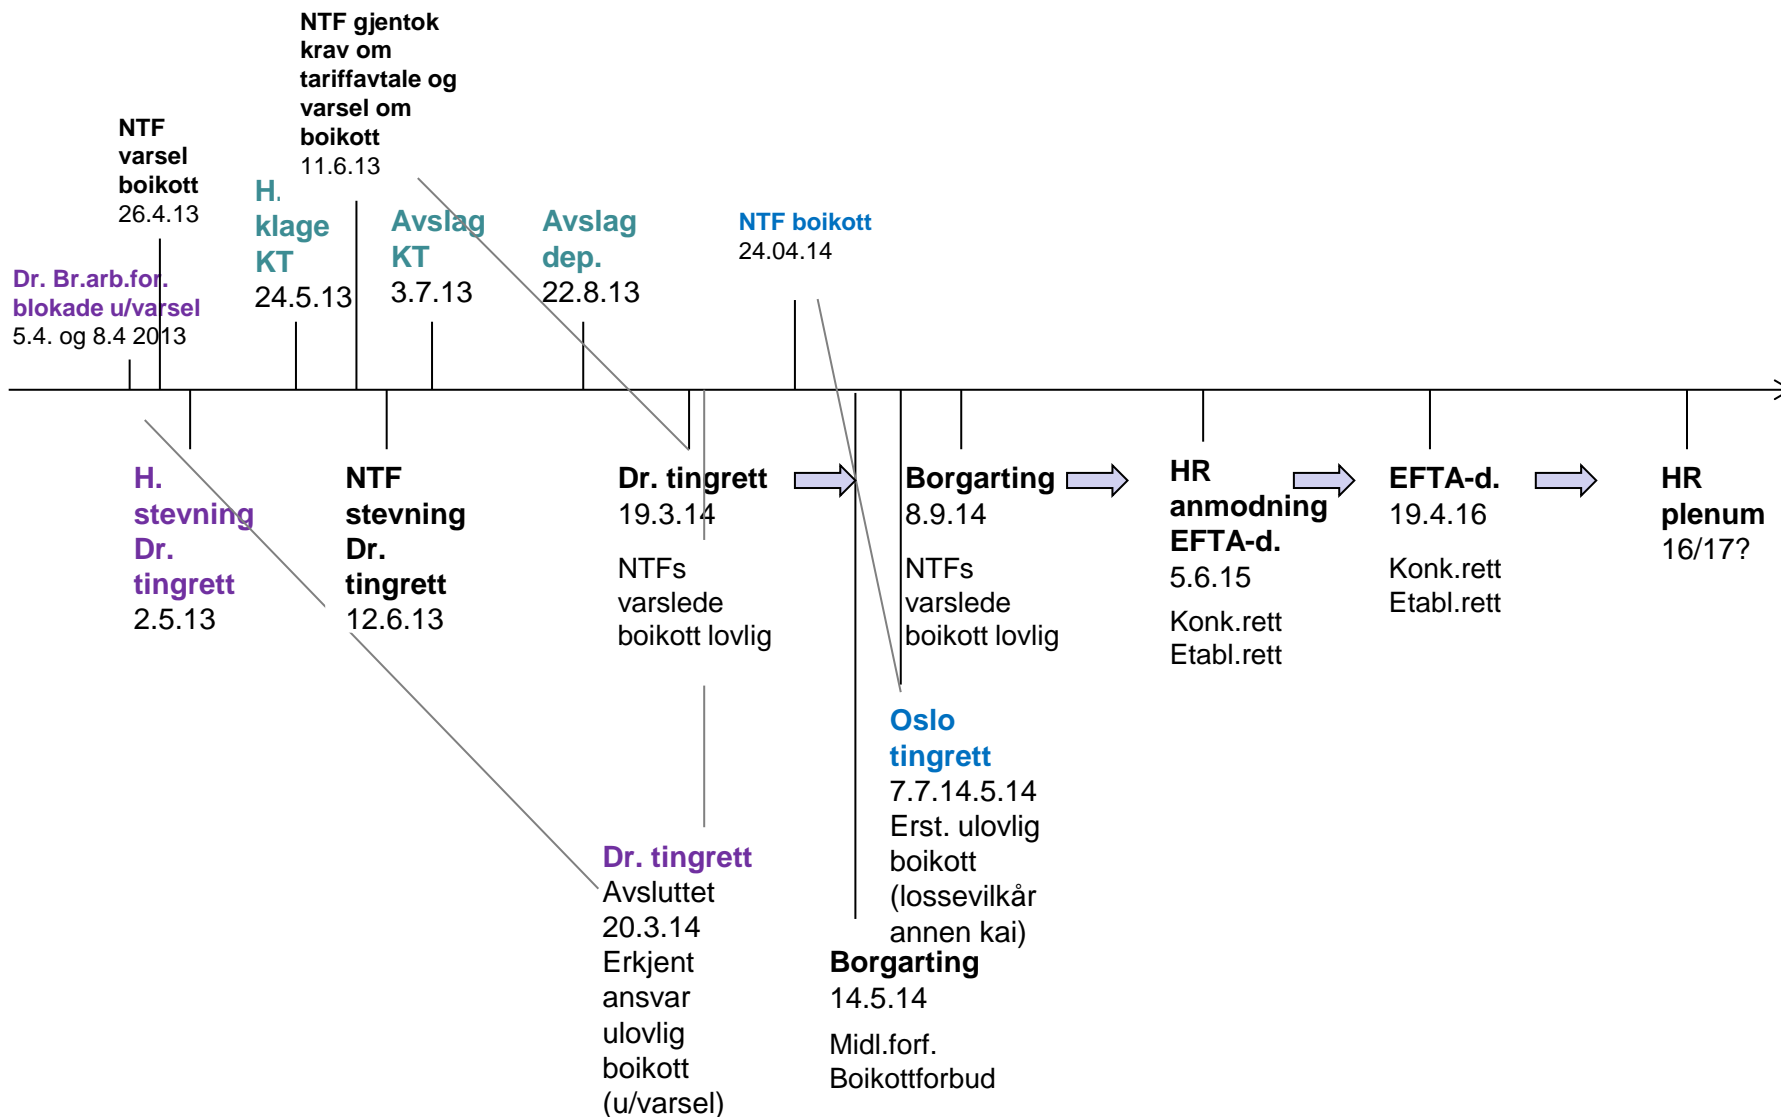 NTF gjentok
krav om
tariffavtale og
varsel om
boikott
11.6.13
NTF
varsel
boikott
26.4.13
H.
klage
KT
24.5.13
Avslag
KT
3.7.13
Avslag
dep.
22.8.13
NTF boikott
24.04.14
Dr. Br.arb.for.
blokade u/varsel
5.4. og 8.4 2013
H.
stevning
Dr.
tingrett
2.5.13
NTF
stevning
Dr.
tingrett
12.6.13
Dr. tingrett
19.3.14
NTFs
varslede
boikott lovlig
Borgarting
8.9.14
NTFs
varslede
boikott lovlig
HR
anmodning
EFTA-d.
5.6.15
Konk.rett
Etabl.rett
EFTA-d.
19.4.16
Konk.rett
Etabl.rett
HR
plenum
16/17?
Oslo
tingrett
7.7.14.5.14
Erst. ulovlig
boikott
(lossevilkår
annen kai)
Dr. tingrett
Avsluttet
20.3.14
Erkjent
ansvar
ulovlig
boikott
(u/varsel)
Borgarting
14.5.14
Midl.forf.
Boikottforbud